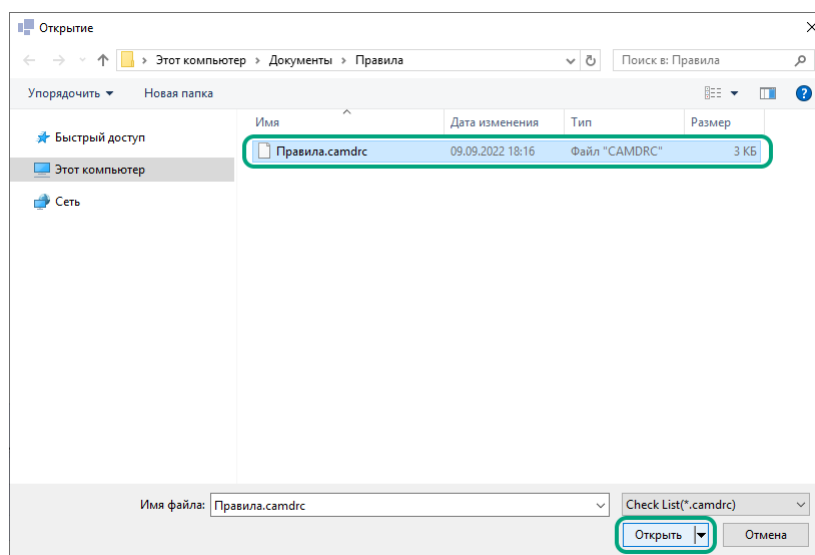 Открытие
Этот компьютер › Документы › Правила
Поиск в: Правила
Упорядочить Новая папка
Имя Дата изменения Тип Размер
Быстрый доступ
Правила.camdrc 09.09.2022 18:16 Файл "CAMDRC" 3 КБ
Этот компьютер
Сеть
Имя файла: Правила.camdrc Check List(*.camdrc)
Открыть Отмена